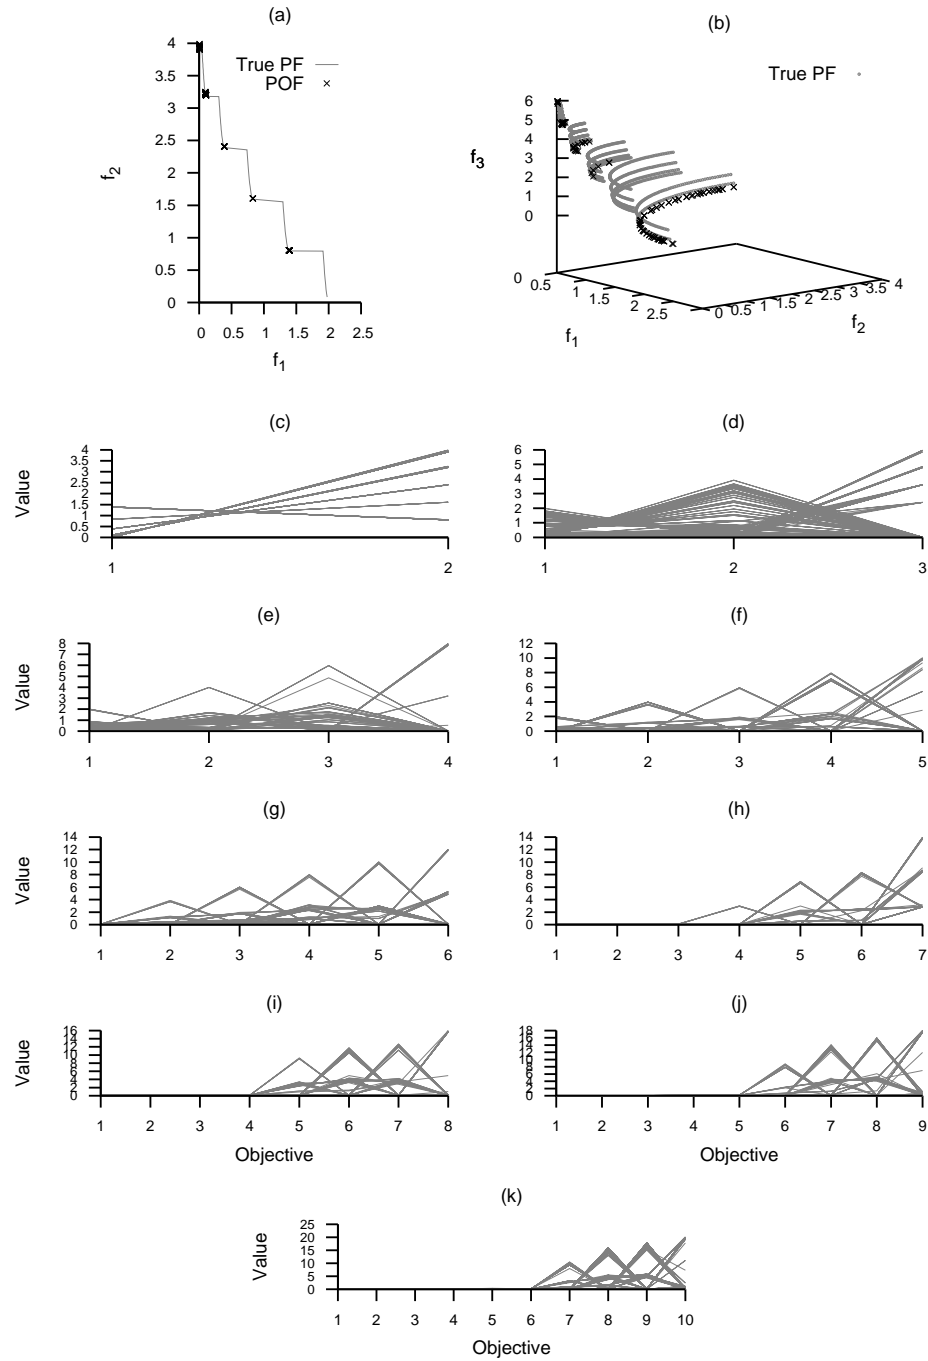 (a)
4
3.5
3
2.5
2
1.5
1
0.5
0
f2
True PF
POF
0 0.5 1 1.5 2 2.5
f1
(b)
True PF
6
5
4
3
2
1
0
f3
0 0.5 1 1.5 2 2.5
f1
0 0.5 1 1.5 2 2.5 3 3.5 4
f2
(c)
Value
4
3.5
3
2.5
2
1.5
1
0.5
0
1 2
(d)
6
5
4
3
2
1
0
1 2 3
(e)
Value
8
7
6
5
4
3
2
1
0
1 2 3 4
(f)
12
10
8
6
4
2
0
1 2 3 4 5
(g)
Value
14
12
10
8
6
4
2
0
1 2 3 4 5 6
(h)
14
12
10
8
6
4
2
0
1 2 3 4 5 6 7
(i)
Value
16
14
12
10
8
6
4
2
0
1 2 3 4 5 6 7 8
Objective
(j)
18
16
14
12
10
8
6
4
2
0
1 2 3 4 5 6 7 8 9
Objective
(k)
Value
25
20
15
10
5
0
1 2 3 4 5 6 7 8 9 10
Objective